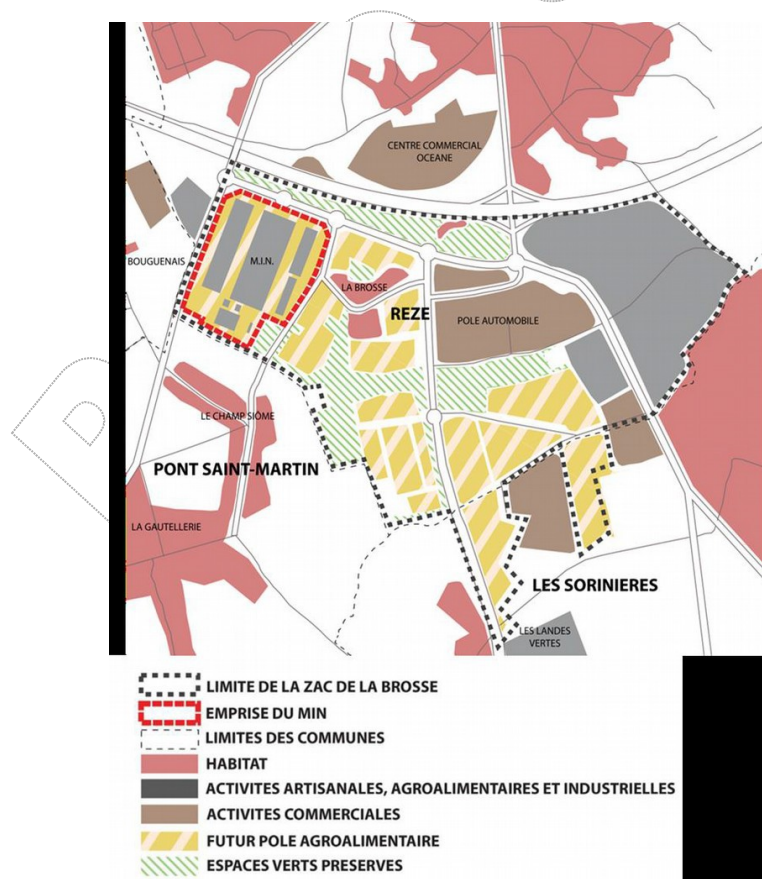 CENTRE COMMERCIAL
OCEANE
BOUGUENAIS
M.I.N.
LA BROSSE
REZE
POLE AUTOMOBILE
LE CHAMP SIOME
PONT SAINT-MARTIN
LA GAUTELLERIE
LES SORINIERES
LES LANDES
VERTES
LIMITE DE LA ZAC DE LA BROSSE
EMPRISE DU MIN
LIMITES DES COMMUNES
HABITAT
ACTIVITES ARTISANALES, AGROALIMENTAIRES ET INDUSTRIELLES
ACTIVITES COMMERCIALES
FUTUR POLE AGROALIMENTAIRE
ESPACES VERTS PRESERVES